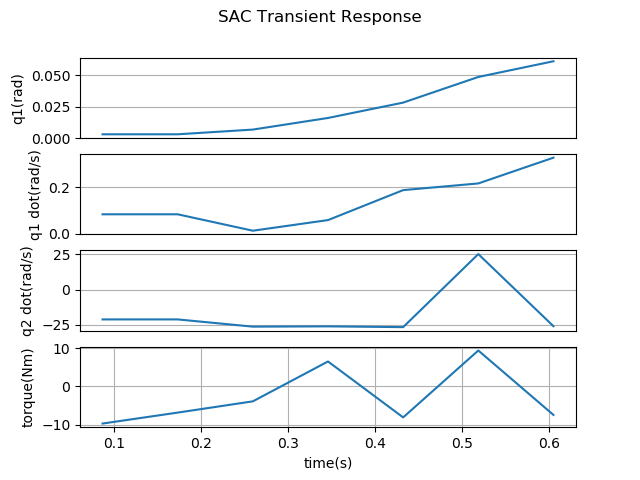 SAC Transient Response
0.050
0.025
0.000
q1(rad)
0.2
0.0
q1 dot(rad/s)
25
0
−25
q2 dot(rad/s)
10
0
−10
torque(Nm)
0.1 0.2 0.3 0.4 0.5 0.6
time(s)